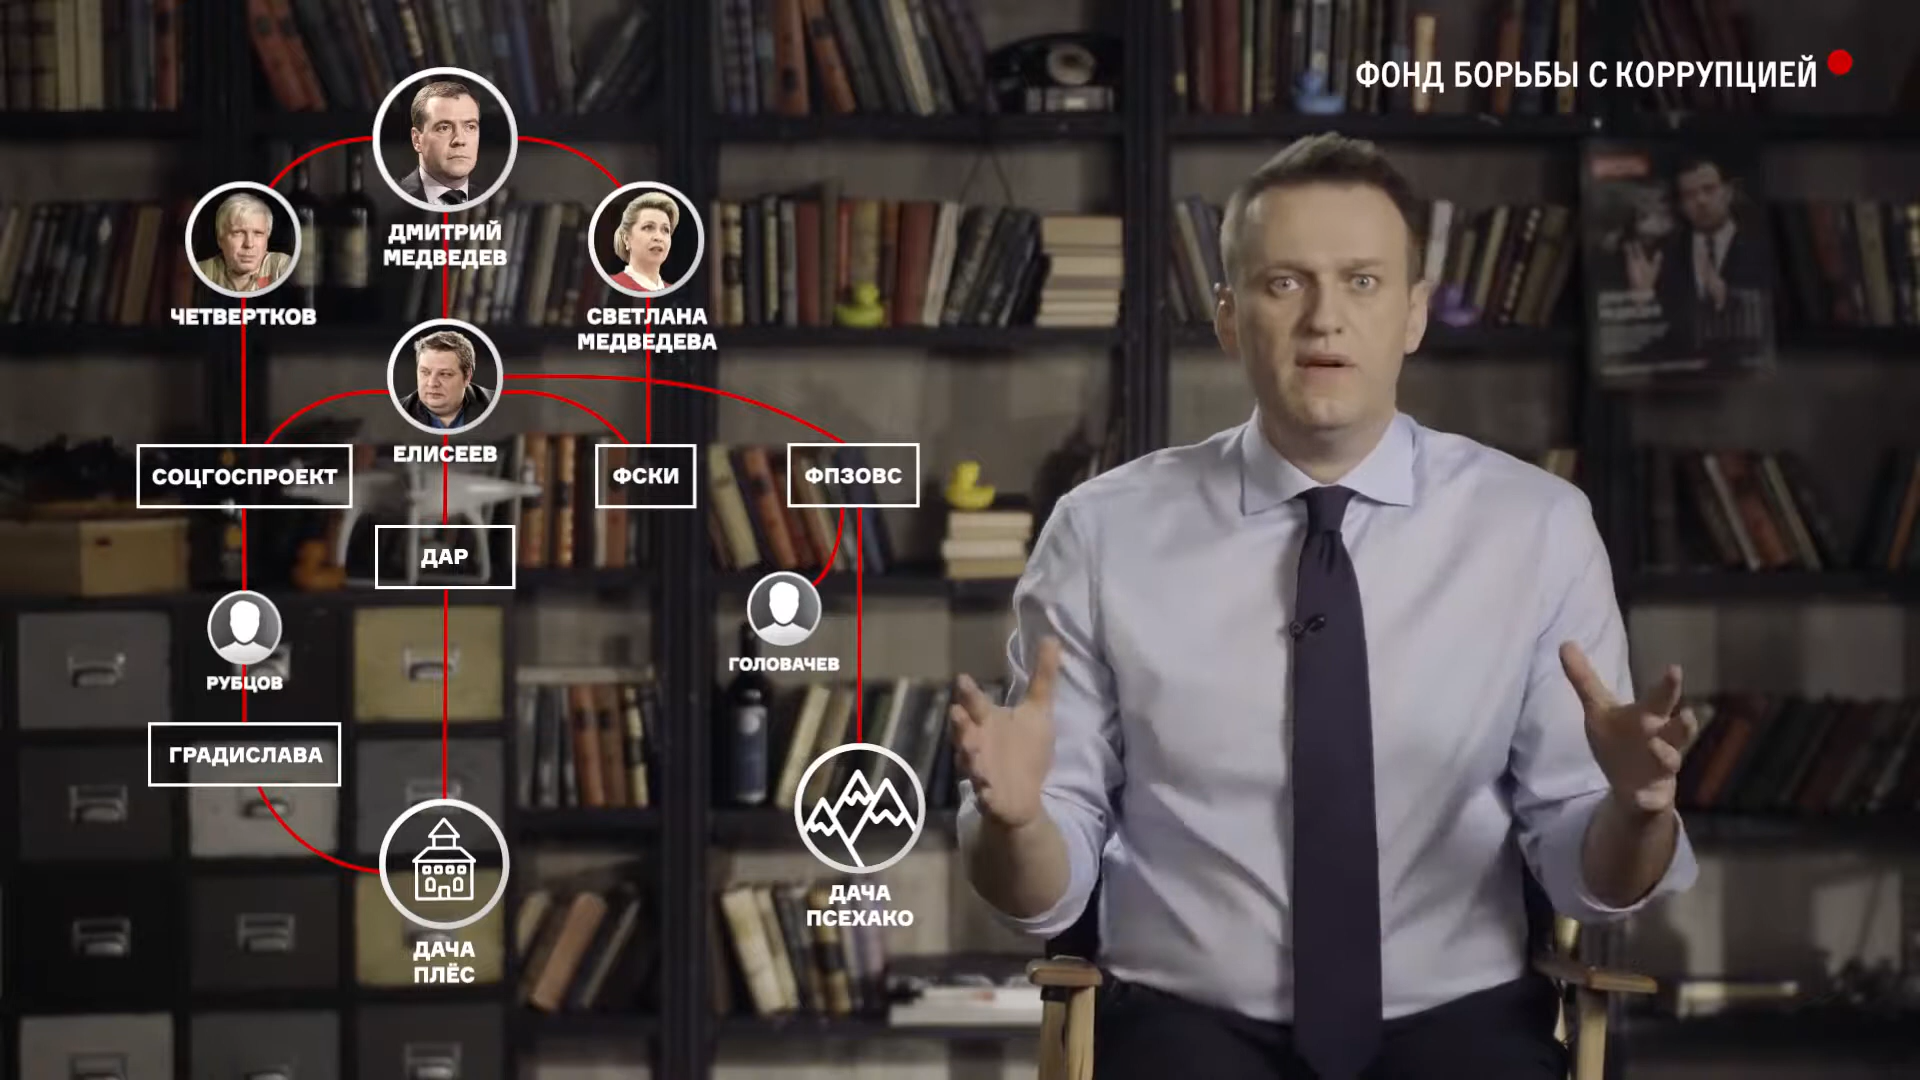 ФОНД БОРЬБЫ С КОРРУПЦИЕЙ
ДМИТРИЙ
МЕДВЕДЕВ
ЧЕТВЕРТКОВ
СВЕТЛАНА
МЕДВЕДЕВА
ЕЛИСЕЕВ
СОЦГОСПРОЕКТ
ФСКИ
ФПЗОВС
ДАР
РУБЦОВ
ГОЛОВАЧЕВ
ГРАДИСЛАВА
ДАЧА
ПСЕХАКО
ДАЧА
ПЛЁС